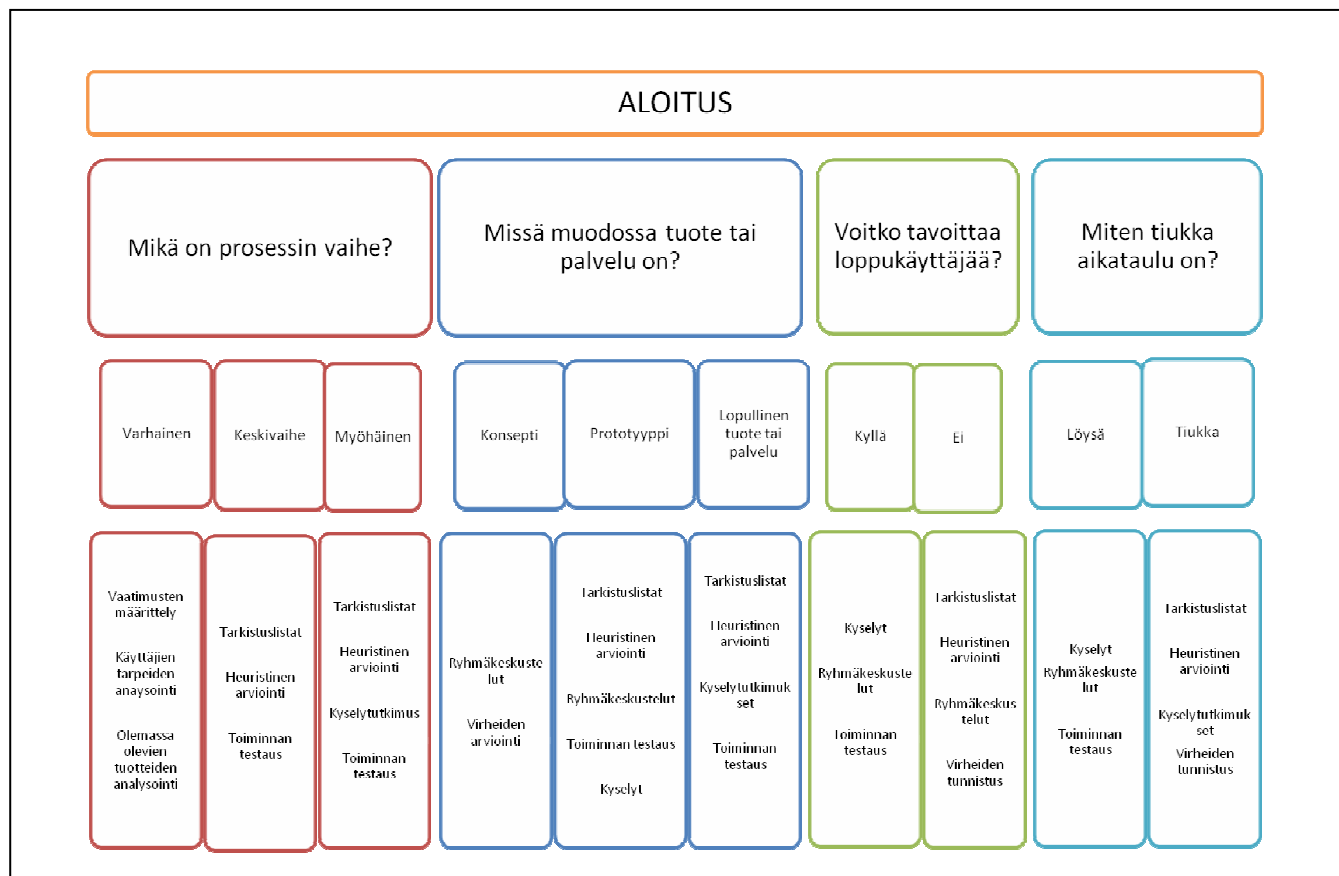 ALOITUS
Mikä on prosessin vaihe?
Missä muodossa tuote tai
palvelu on?
Voitko tavoittaa
loppukäyttäjää?
Miten tiukka
aikataulu on?
Varhainen
Keskivaihe
Myöhäinen
Konsepti
Prototyyppi
Lopullinen
tuote tai
palvelu
Kyllä
Ei
Löysä
Tiukka
Vaatimusten
määrittely
Käyttäjien
tarpeiden
anaysointi
Olemassa
olevien
tuotteiden
analysointi
Tarkistuslistat
Heuristinen
arviointi
Toiminnan
testaus
Tarkistuslistat
Heuristinen
arviointi
Kyselytutkimus
Toiminnan
testaus
Ryhmäkeskuste
lut
Virheiden
arviointi
Tarkistuslistat
Heuristinen
arviointi
Ryhmäkeskustelut
Toiminnan testaus
Kyselyt
Tarkistuslistat
Heuristinen
arviointi
Kyselytutkimuk
set
Toiminnan
testaus
Kyselyt
Ryhmäkeskuste
lut
Toiminnan
testaus
Tarkistuslistat
Heuristinen
arviointi
Ryhmäkeskus
telut
Virheiden
tunnistus
Kyselyt
Ryhmäkeskuste
lut
Toiminnan
testaus
Tarkistuslistat
Heuristinen
arviointi
Kyselytutkimuk
set
Virheiden
tunnistus